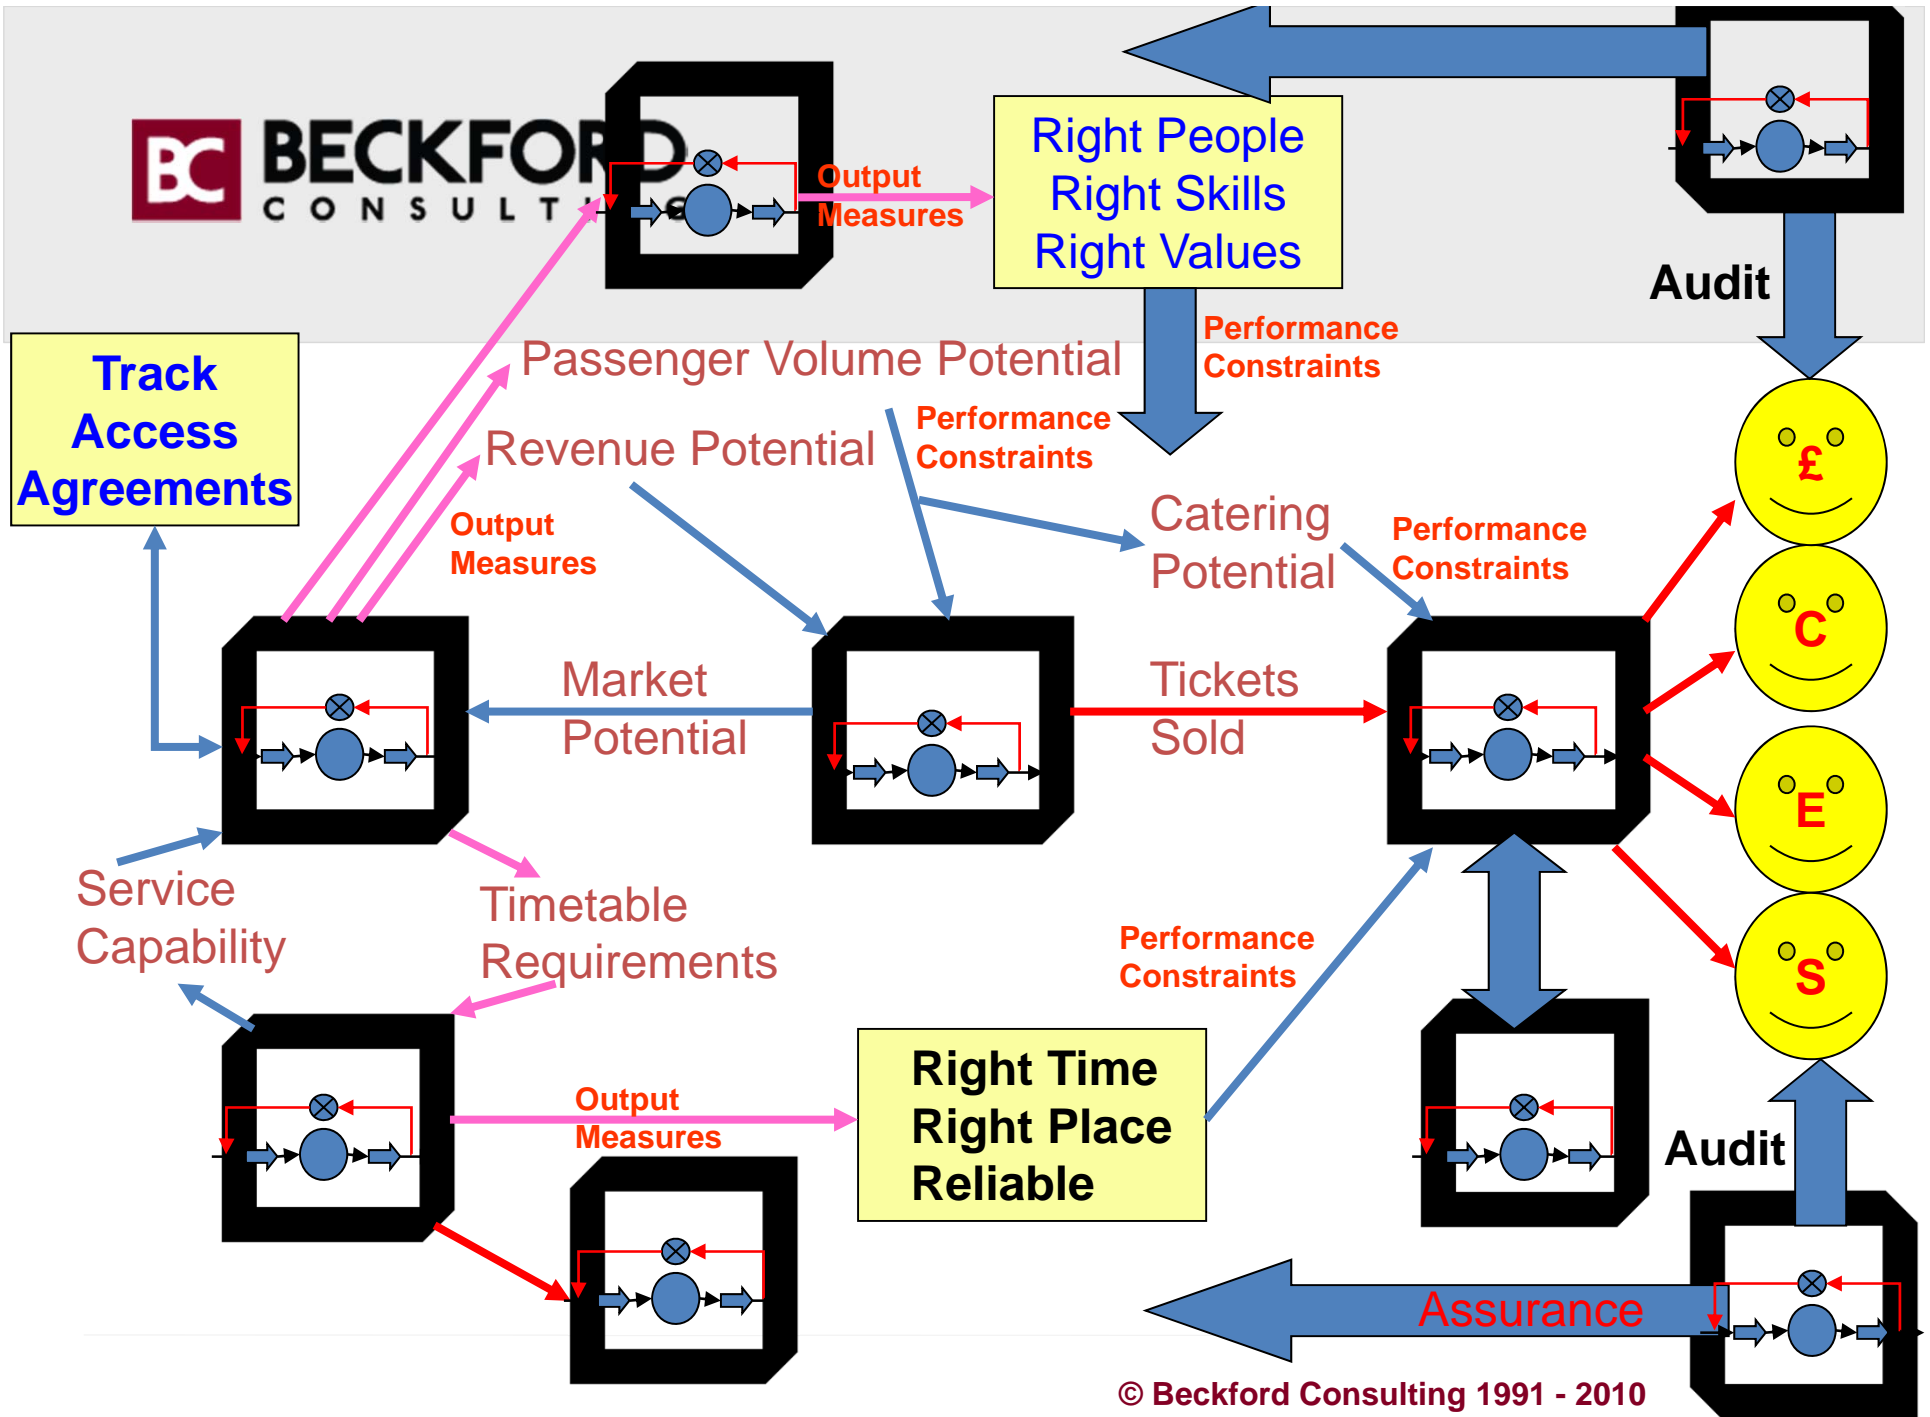 BC BECKFORD
CONSULTING
Output
Measures
Right People
Right Skills
Right Values
Audit
Performance
Constraints
Track
Access
Agreements
Passenger Volume Potential
Revenue Potential
Performance
Constraints
Output
Measures
Catering
Potential
Performance
Constraints
£
C
E
S
Market
Potential
Tickets
Sold
Service
Capability
Timetable
Requirements
Performance
Constraints
Output
Measures
Right Time
Right Place
Reliable
Audit
Assurance
© Beckford Consulting 1991 - 2010